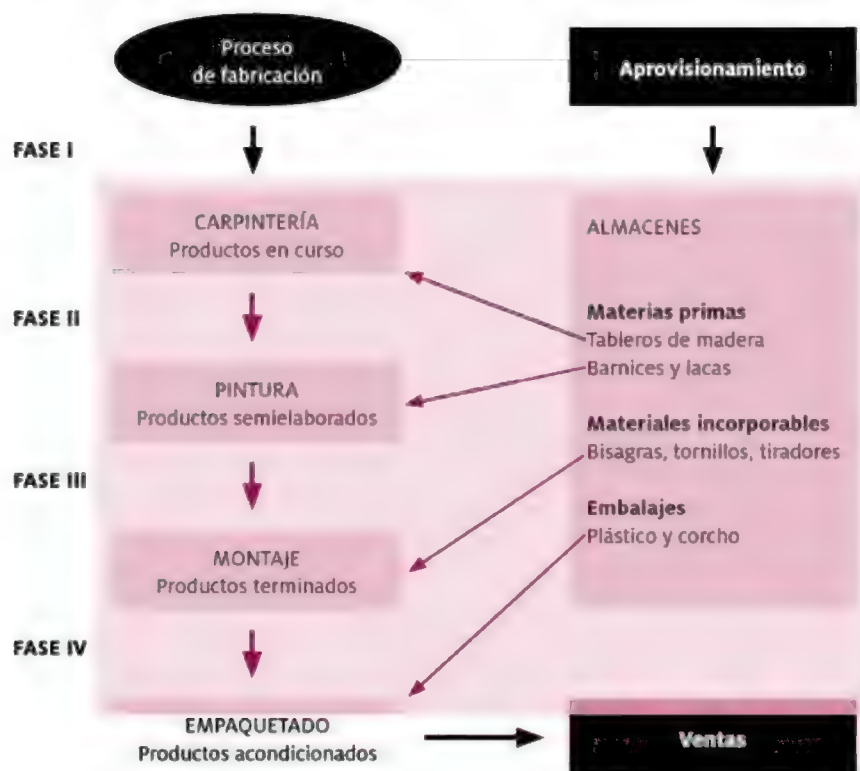 Proceso
de fabricación
Aprovisionamiento
FASE I
CARPINTERÍA
Productos en curso
ALMACENES
FASE II
Materias primas
Tableros de madera
Barnices y lacas
PINTURA
Productos semielaborados
Materiales incorporables
Bisagras, tornillos, tiradores
FASE III
Embalajes
Plástico y corcho
MONTAJE
Productos terminados
FASE IV
EMPAQUETADO
Productos acondicionados
Ventas